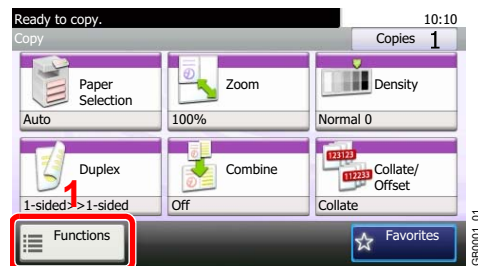 Ready to copy. 10:10
Copy Copies 1
Paper Selection
Auto
Zoom
100%
Density
Normal 0
Duplex
1-sided>>1-sided
1
Combine
Off
123123
112233
Collate/
Offset
Collate
Functions
Favorites
GB0001_01